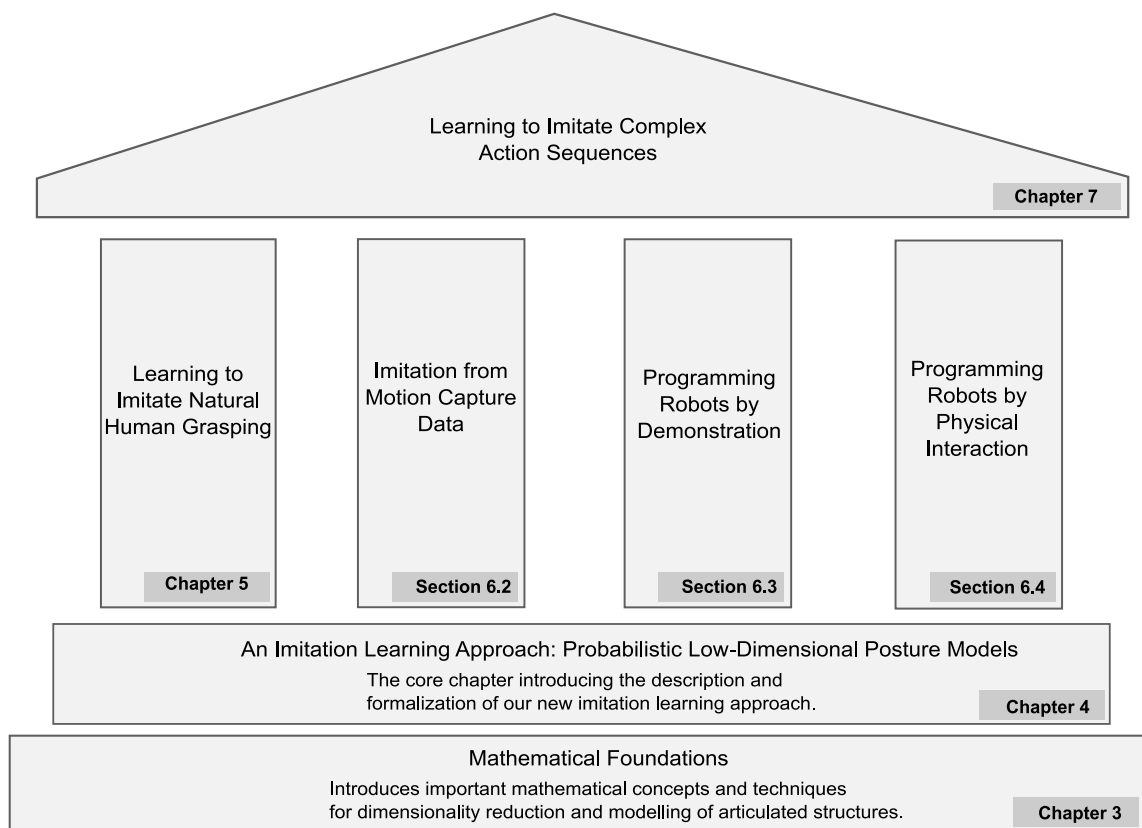 Learning to Imitate Complex
Action Sequences
Chapter 7
Learning to
Imitate Natural
Human Grasping
Chapter 5
Imitation from
Motion Capture
Data
Section 6.2
Programming
Robots by
Demonstration
Section 6.3
Programming
Robots by
Physical
Interaction
Section 6.4
An Imitation Learning Approach: Probabilistic Low-Dimensional Posture Models
The core chapter introducing the description and
formalization of our new imitation learning approach.
Chapter 4
Mathematical Foundations
Introduces important mathematical concepts and techniques
for dimensionality reduction and modelling of articulated structures.
Chapter 3